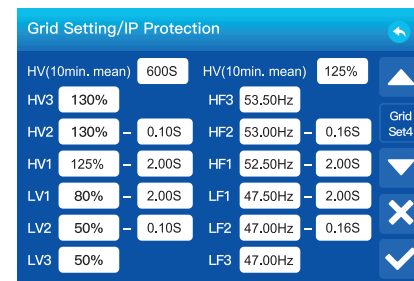 Grid Setting/IP Protection
HV(10min. mean) 600S HV(10min. mean) 125%
HV3 130% HF3 53.50Hz
HV2 130% – 0.10S HF2 53.00Hz – 0.16S
Grid
Set4
HV1 125% – 2.00S HF1 52.50Hz – 2.00S
LV1 80% – 2.00S LF1 47.50Hz – 2.00S
LV2 50% – 0.10S LF2 47.00Hz – 0.16S
LV3 50% LF3 47.00Hz